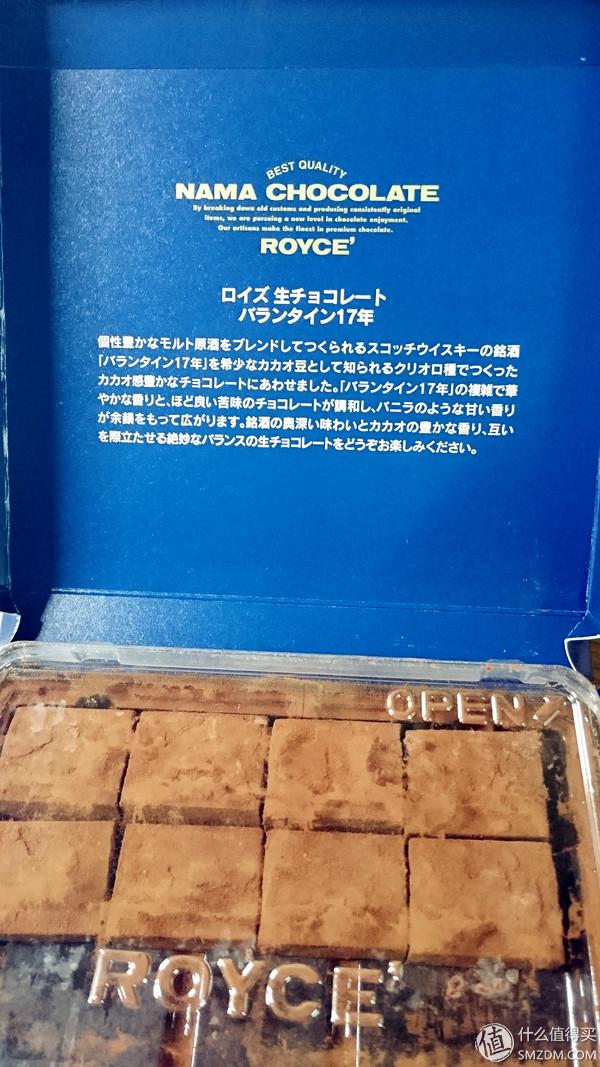 BEST QUALITY
NAMA CHOCOLATE
By breaking down old customs and producing consistently original
items, we are pursuing a new level in chocolate enjoyment.
Our artisans make the finest in premium chocolate.
ROYCE'
ロイズ 生チョコレート
バランタイン17年
個性豊かなモルト原酒をブレンドしてつくられるスコッチウイスキーの銘酒
「バランタイン17年」を希少なカカオ豆として知られるクリオロ種でつくった
カカオ感豊かなチョコレートにあわせました。「バランタイン17年」の複雑で華
やかな香りと、ほど良い苦味のチョコレートが調和し、バニラのような甘い香り
が余韻をもって広がります。銘酒の奥深い味わいとカカオの豊かな香り、互い
を際立たせる絶妙なバランスの生チョコレートをどうぞお楽しみください。
OPEN
ROYCE'
值 什么值得买
SMZDM.COM